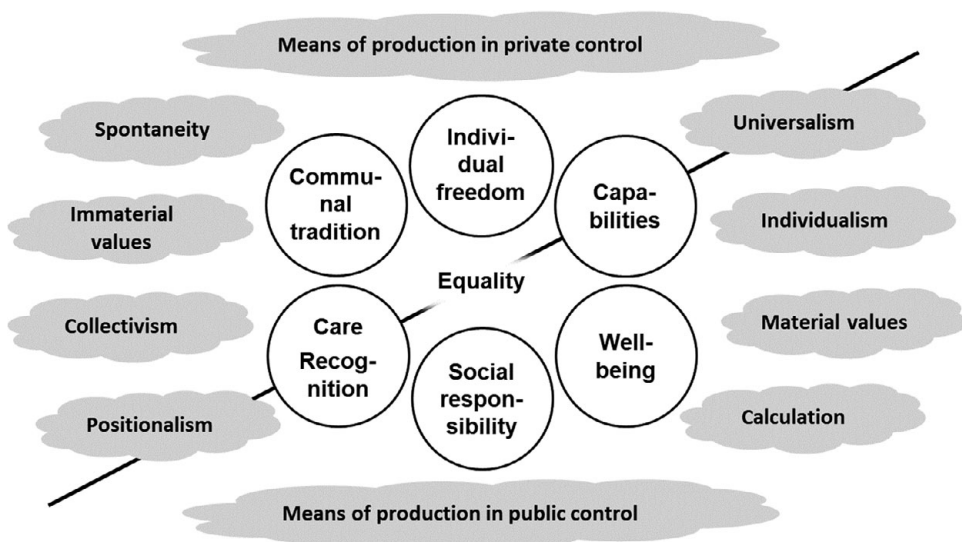 Means of production in private control
Spontaneity
Immaterial
values
Collectivism
Positionalism
Commu-
nal
tradition
Indivi-
dual
freedom
Capa-
bilities
Equality
Care
Recog-
nition
Social
respon-
sibility
Well-
being
Universalism
Individualism
Material values
Calculation
Means of production in public control